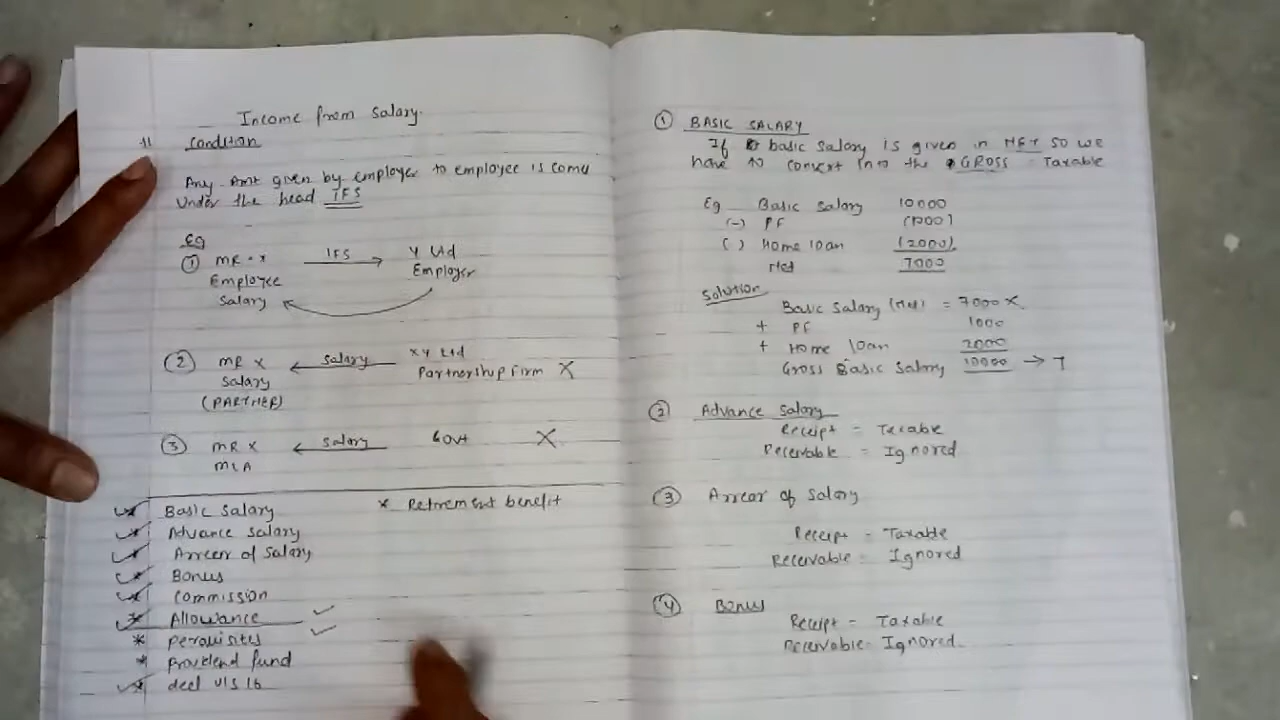 Income from Salary.
Condition
Any Amt given by employer to employee is come
Under the head IFS
Eg
① MR. X IFS Y Ltd
Employee Employer
Salary
② MR X Salary XY Ltd
Salary Partnership Firm X
(PARTNER)
③ MR X Salary Govt X
MLA
* Basic Salary * Retirement benefit
* Advance salary
* Arreer of Salary
* Bonus
* Commission
* Allowance
* Perquisites
* Providend fund
* decl U/S 16
① BASIC SALARY
If basic salary is given in NET so we
have to convert into the GROSS = Taxable
Eg Basic Salary 10000
(-) PF (1000)
(-) Home loan (2000)
Net 7000
Solution
Basic Salary (Net) = 7000 X
+ PF 1000
+ Home loan 2000
Gross Basic Salary 10000 → T
② Advance Salary
Receipt = Taxable
Receivable = Ignored
③ Arrear of Salary
Receipt = Taxable
Receivable = Ignored
④ Bonus
Receipt = Taxable
Receivable = Ignored